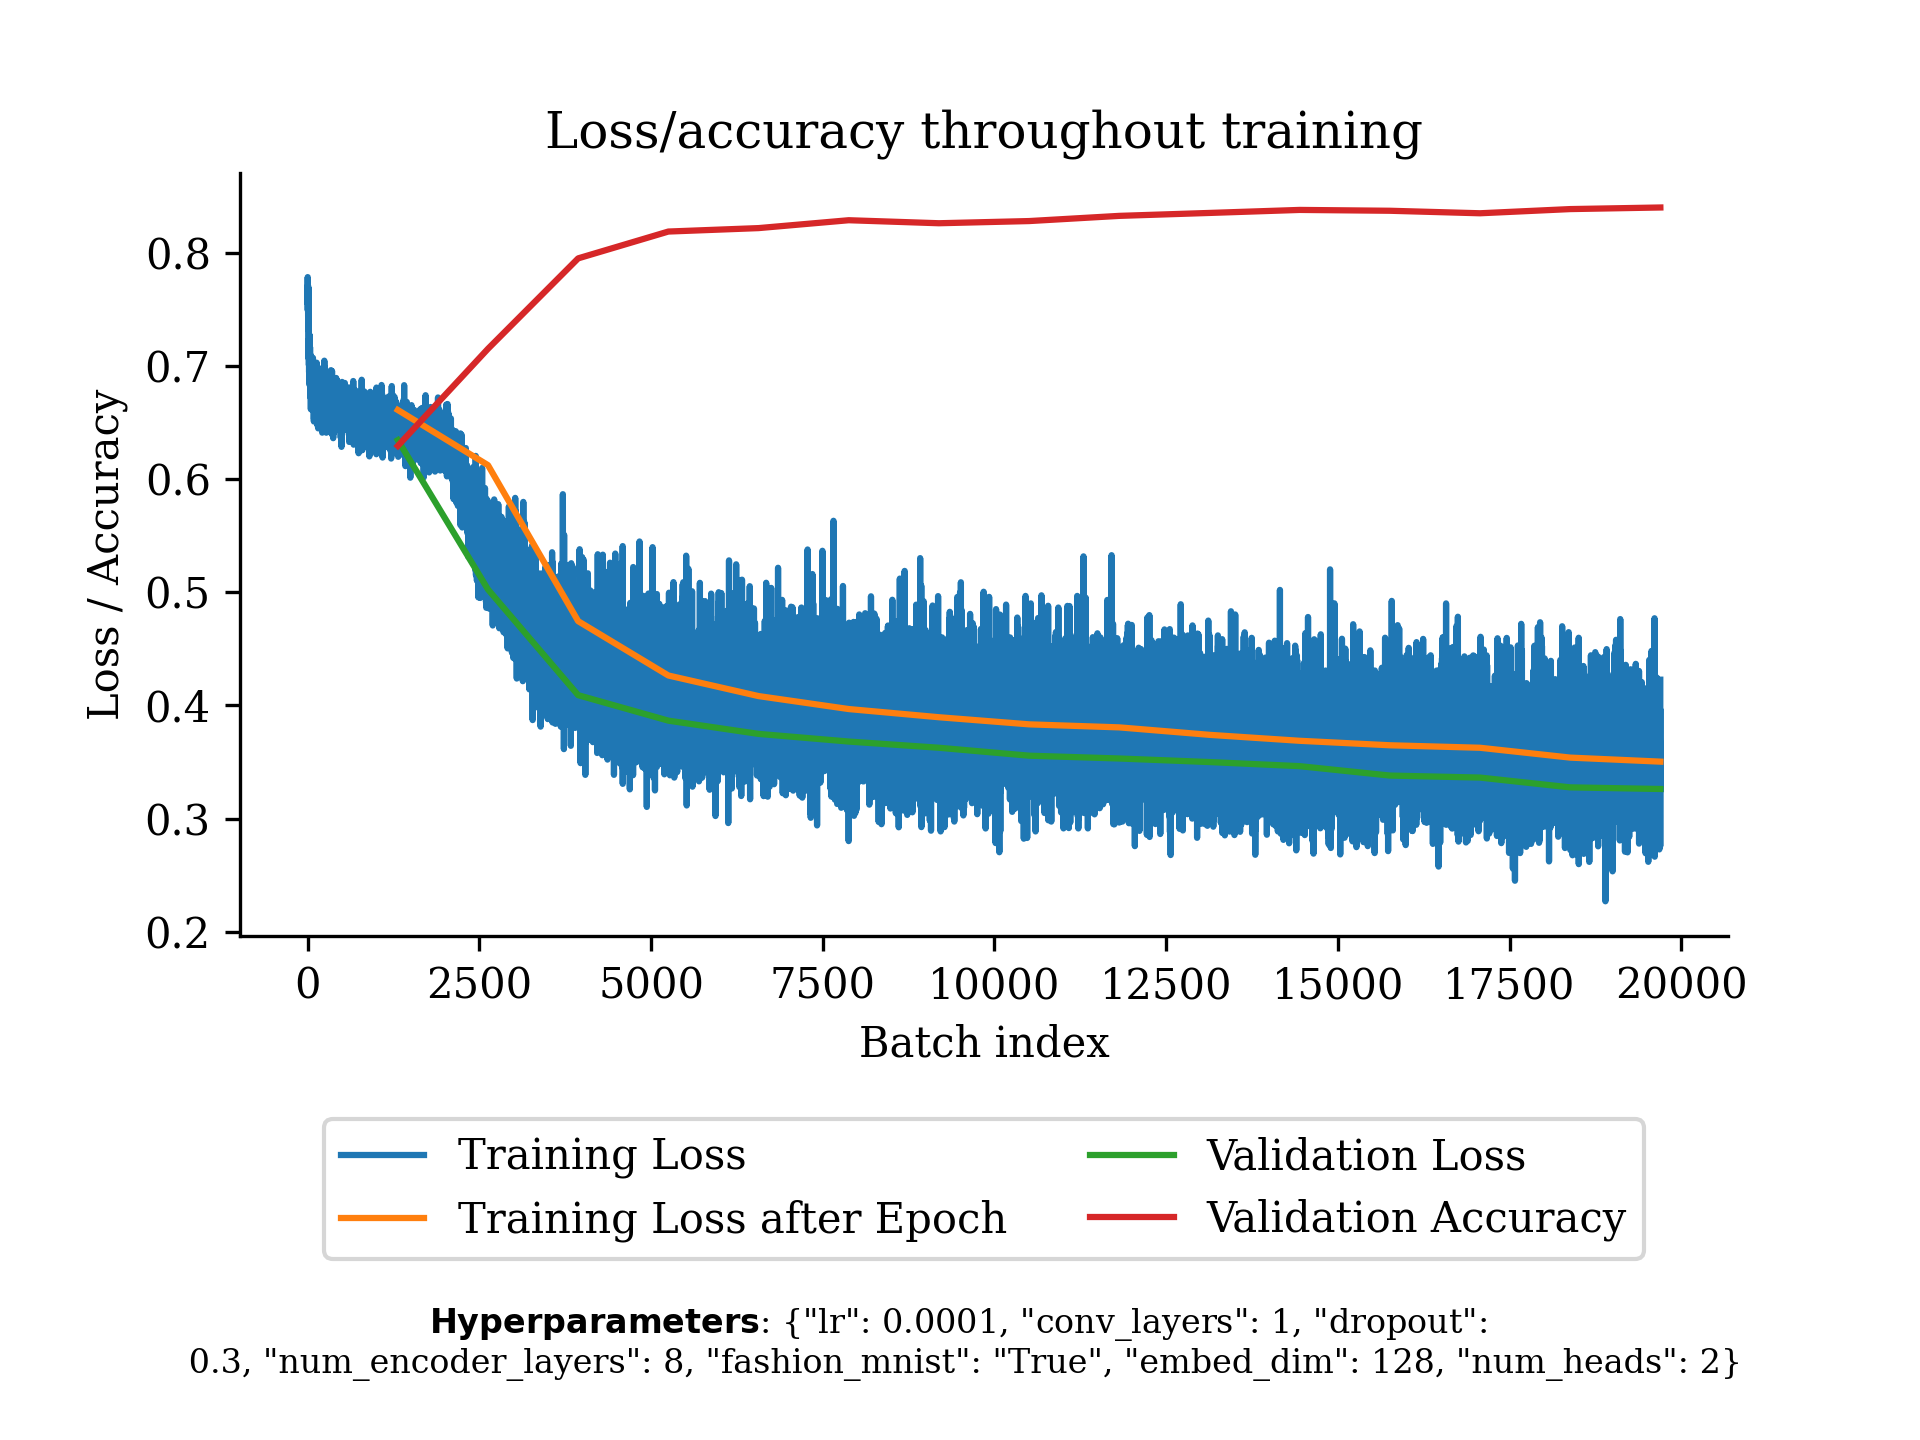 Loss/accuracy throughout training
Loss / Accuracy
0.8
0.7
0.6
0.5
0.4
0.3
0.2
0 2500 5000 7500 10000 12500 15000 17500 20000
Batch index
Training Loss
Training Loss after Epoch
Validation Loss
Validation Accuracy
Hyperparameters: {"lr": 0.0001, "conv_layers": 1, "dropout":
0.3, "num_encoder_layers": 8, "fashion_mnist": "True", "embed_dim": 128, "num_heads": 2}